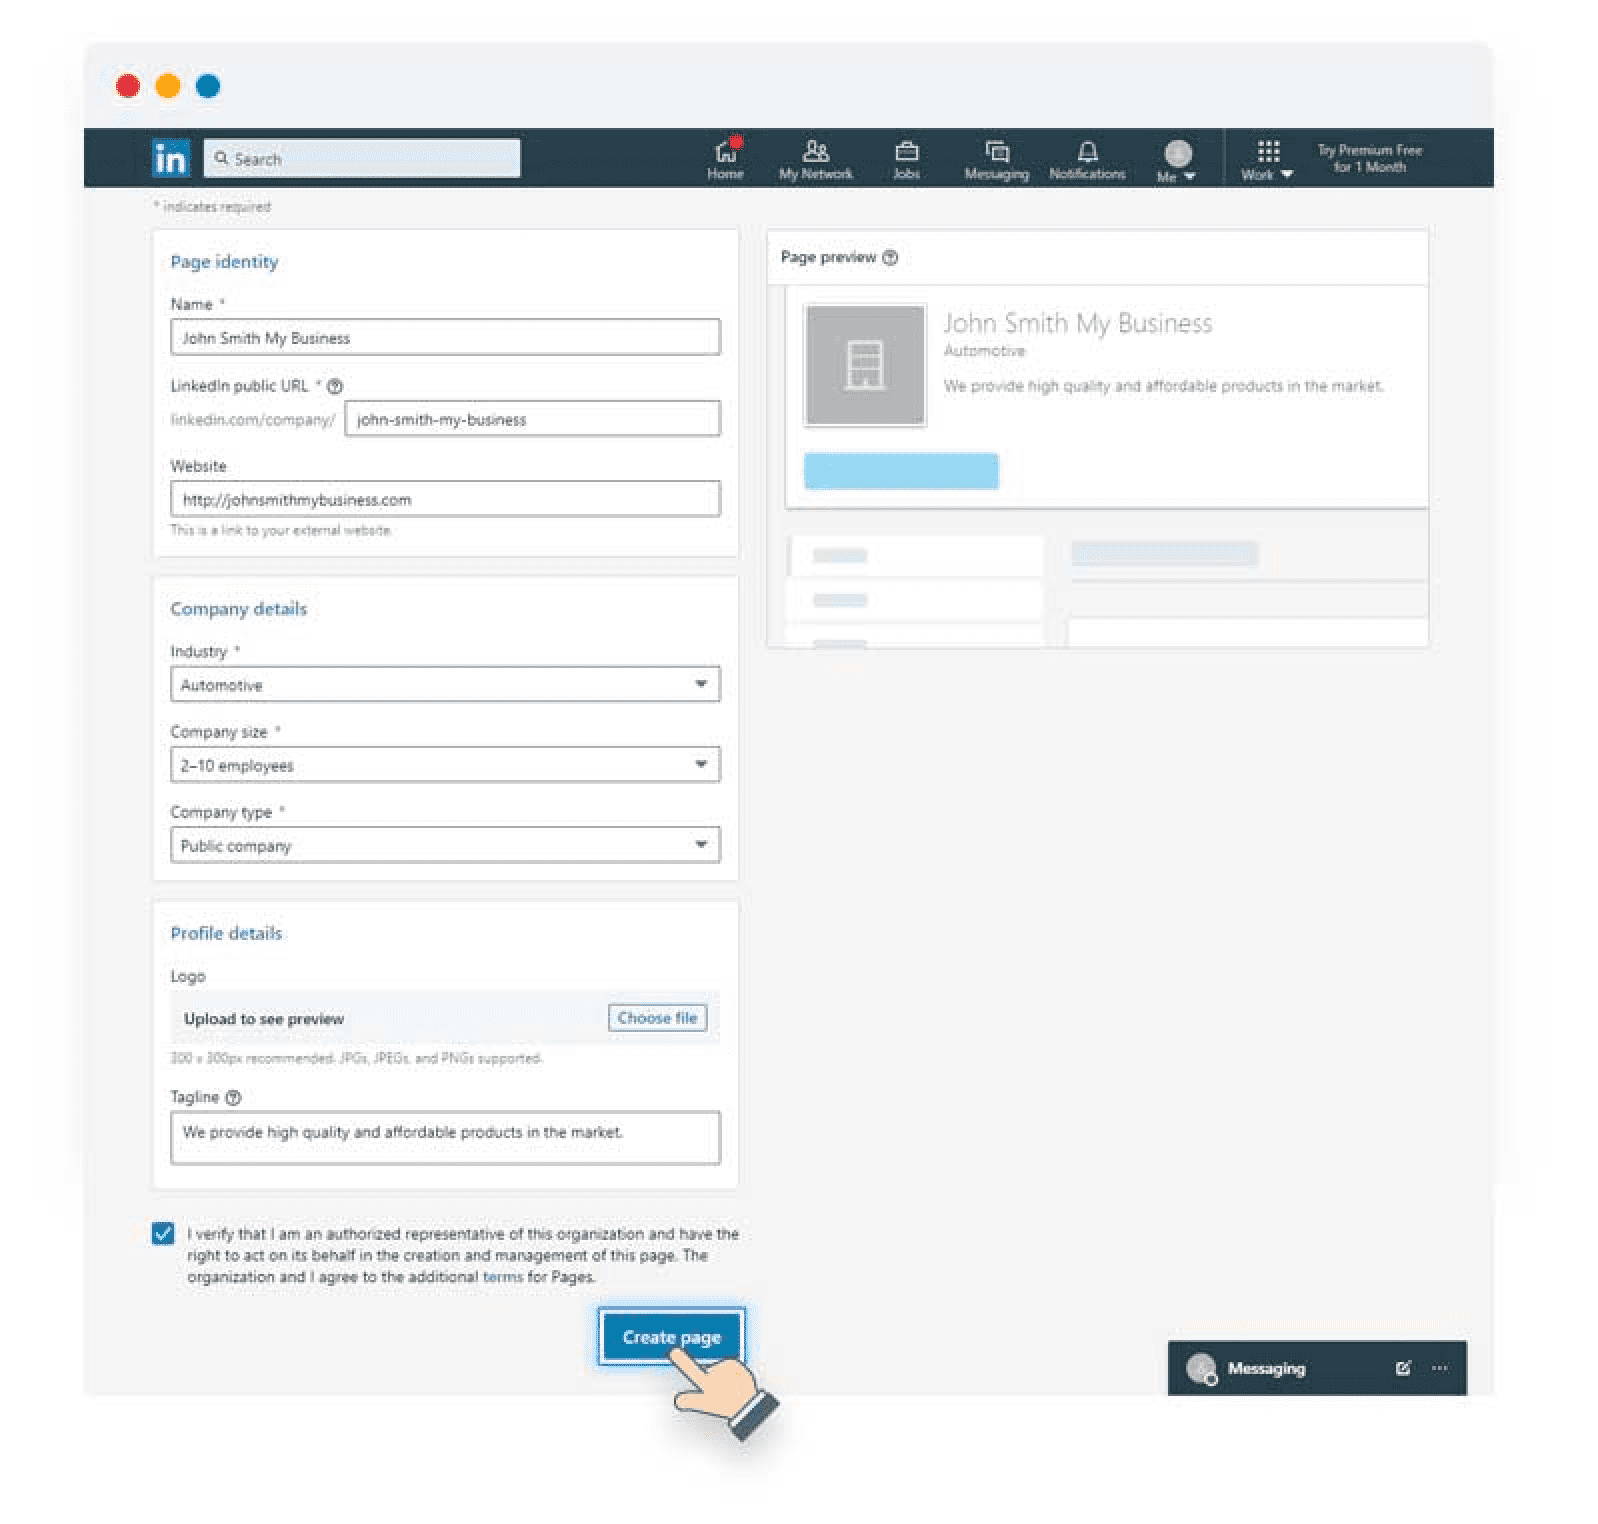 in
Search
Home
My Network
Jobs
Messaging
Notifications
Me
Work
Try Premium Free
for 1 Month
* indicates required
Page identity
Name *
John Smith My Business
LinkedIn public URL *
linkedin.com/company/ john-smith-my-business
Website
http://johnsmithmybusiness.com
This is a link to your external website.
Company details
Industry *
Automotive
Company size *
2–10 employees
Company type *
Public company
Profile details
Logo
Upload to see preview
Choose file
300 x 300px recommended. JPGs, JPEGs, and PNGs supported.
Tagline
We provide high quality and affordable products in the market.
I verify that I am an authorized representative of this organization and have the
right to act on its behalf in the creation and management of this page. The
organization and I agree to the additional terms for Pages.
Create page
Page preview
John Smith My Business
Automotive
We provide high quality and affordable products in the market.
Messaging